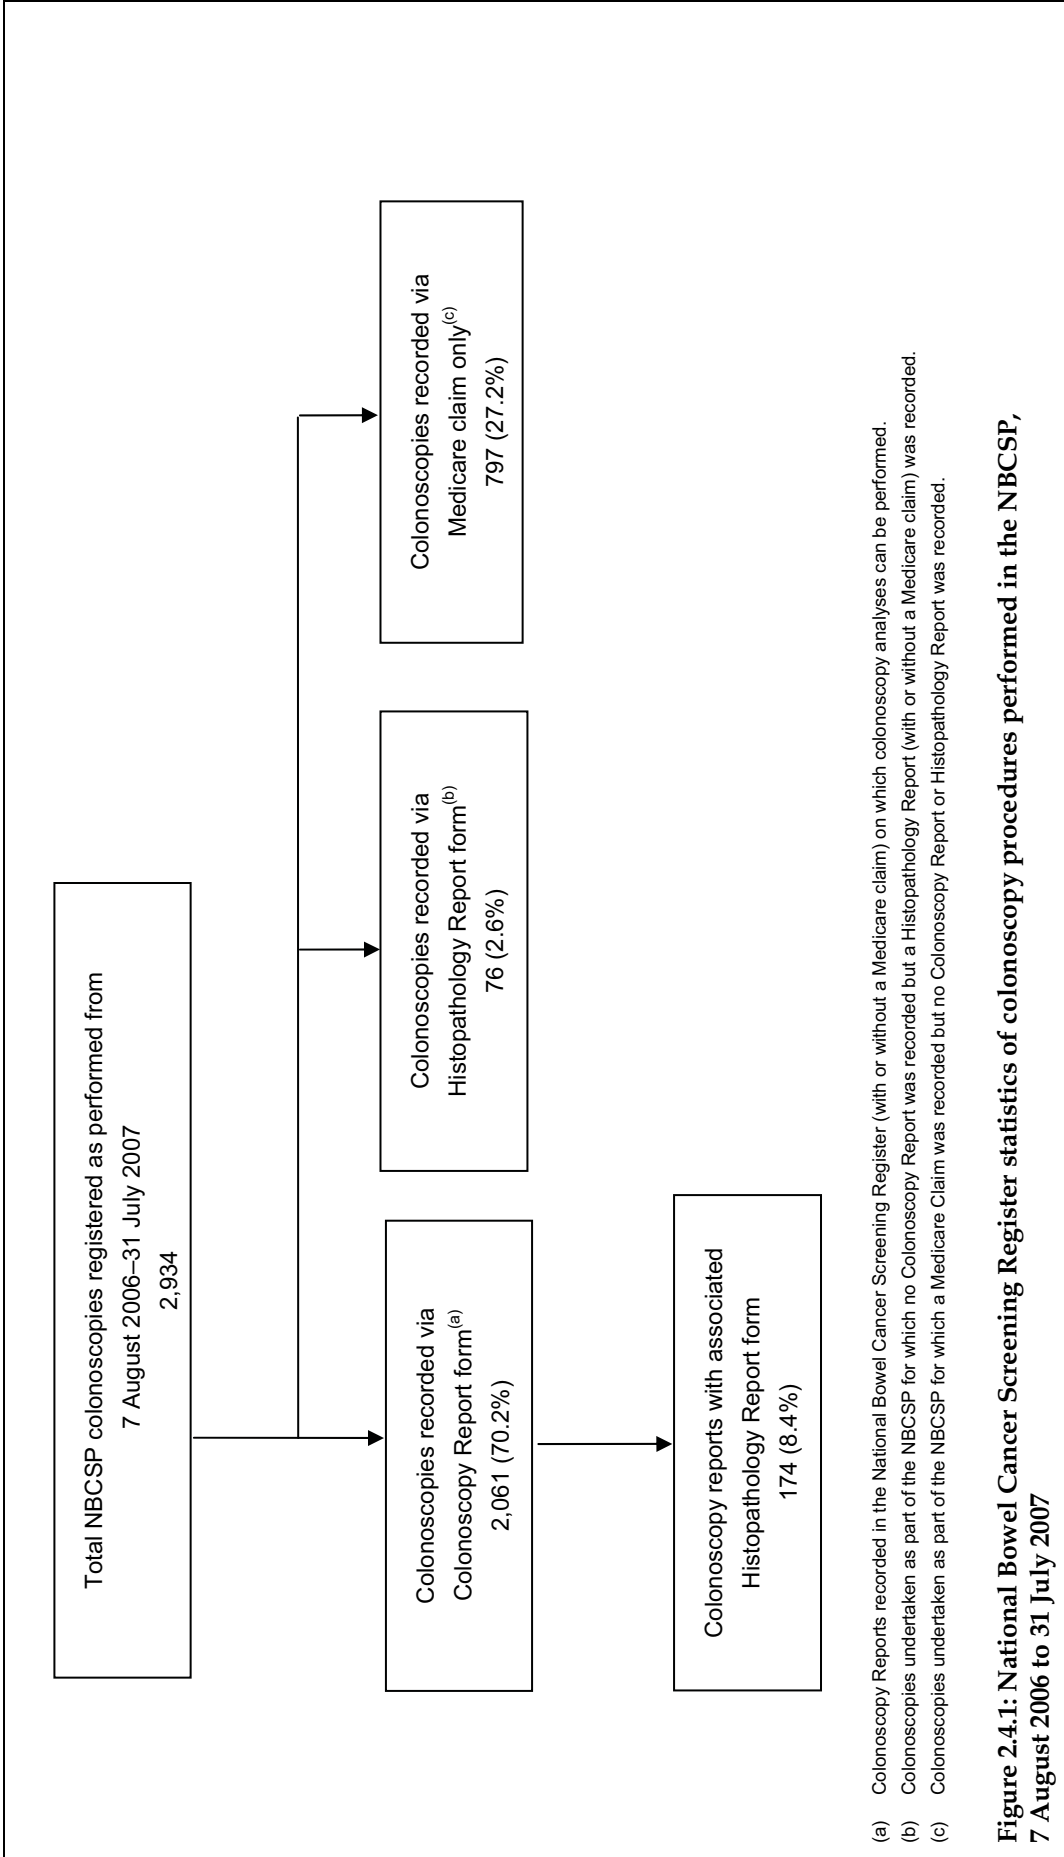 Total NBCSP colonoscopies registered as performed from
7 August 2006–31 July 2007
2,934
Colonoscopies recorded via
Colonoscopy Report form(a)
2,061 (70.2%)
Colonoscopies recorded via
Histopathology Report form(b)
76 (2.6%)
Colonoscopies recorded via
Medicare claim only(c)
797 (27.2%)
Colonoscopy reports with associated
Histopathology Report form
174 (8.4%)
(a) Colonoscopy Reports recorded in the National Bowel Cancer Screening Register (with or without a Medicare claim) on which colonoscopy analyses can be performed.
(b) Colonoscopies undertaken as part of the NBCSP for which no Colonoscopy Report was recorded but a Histopathology Report (with or without a Medicare claim) was recorded.
(c) Colonoscopies undertaken as part of the NBCSP for which a Medicare Claim was recorded but no Colonoscopy Report or Histopathology Report was recorded.
Figure 2.4.1: National Bowel Cancer Screening Register statistics of colonoscopy procedures performed in the NBCSP,
7 August 2006 to 31 July 2007